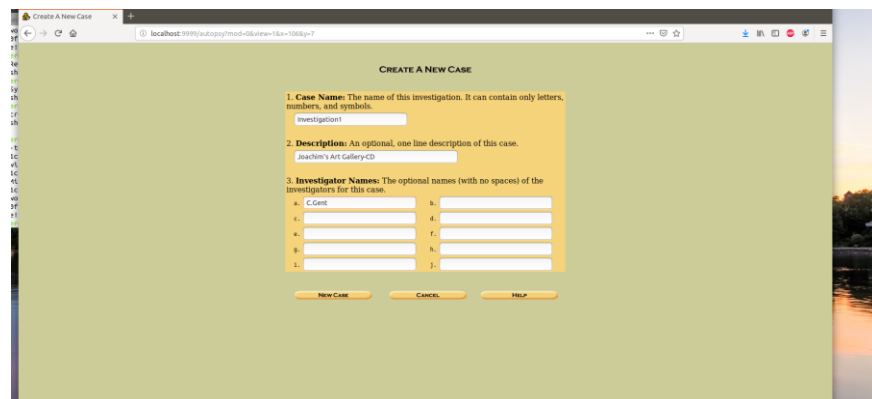 Create A New Case
localhost:9999/autopsy/mod=0&view=1&x=106&y=7
CREATE A NEW CASE
1. Case Name: The name of this investigation. It can contain only letters,
numbers, and symbols.
Investigation1
2. Description: An optional, one line description of this case.
Joachim's Art Gallery-CD
3. Investigator Names: The optional names (with no spaces) of the
investigators for this case.
a. C.Gent b.
c. d.
e. f.
g. h.
i. j.
NEW CASE CANCEL HELP